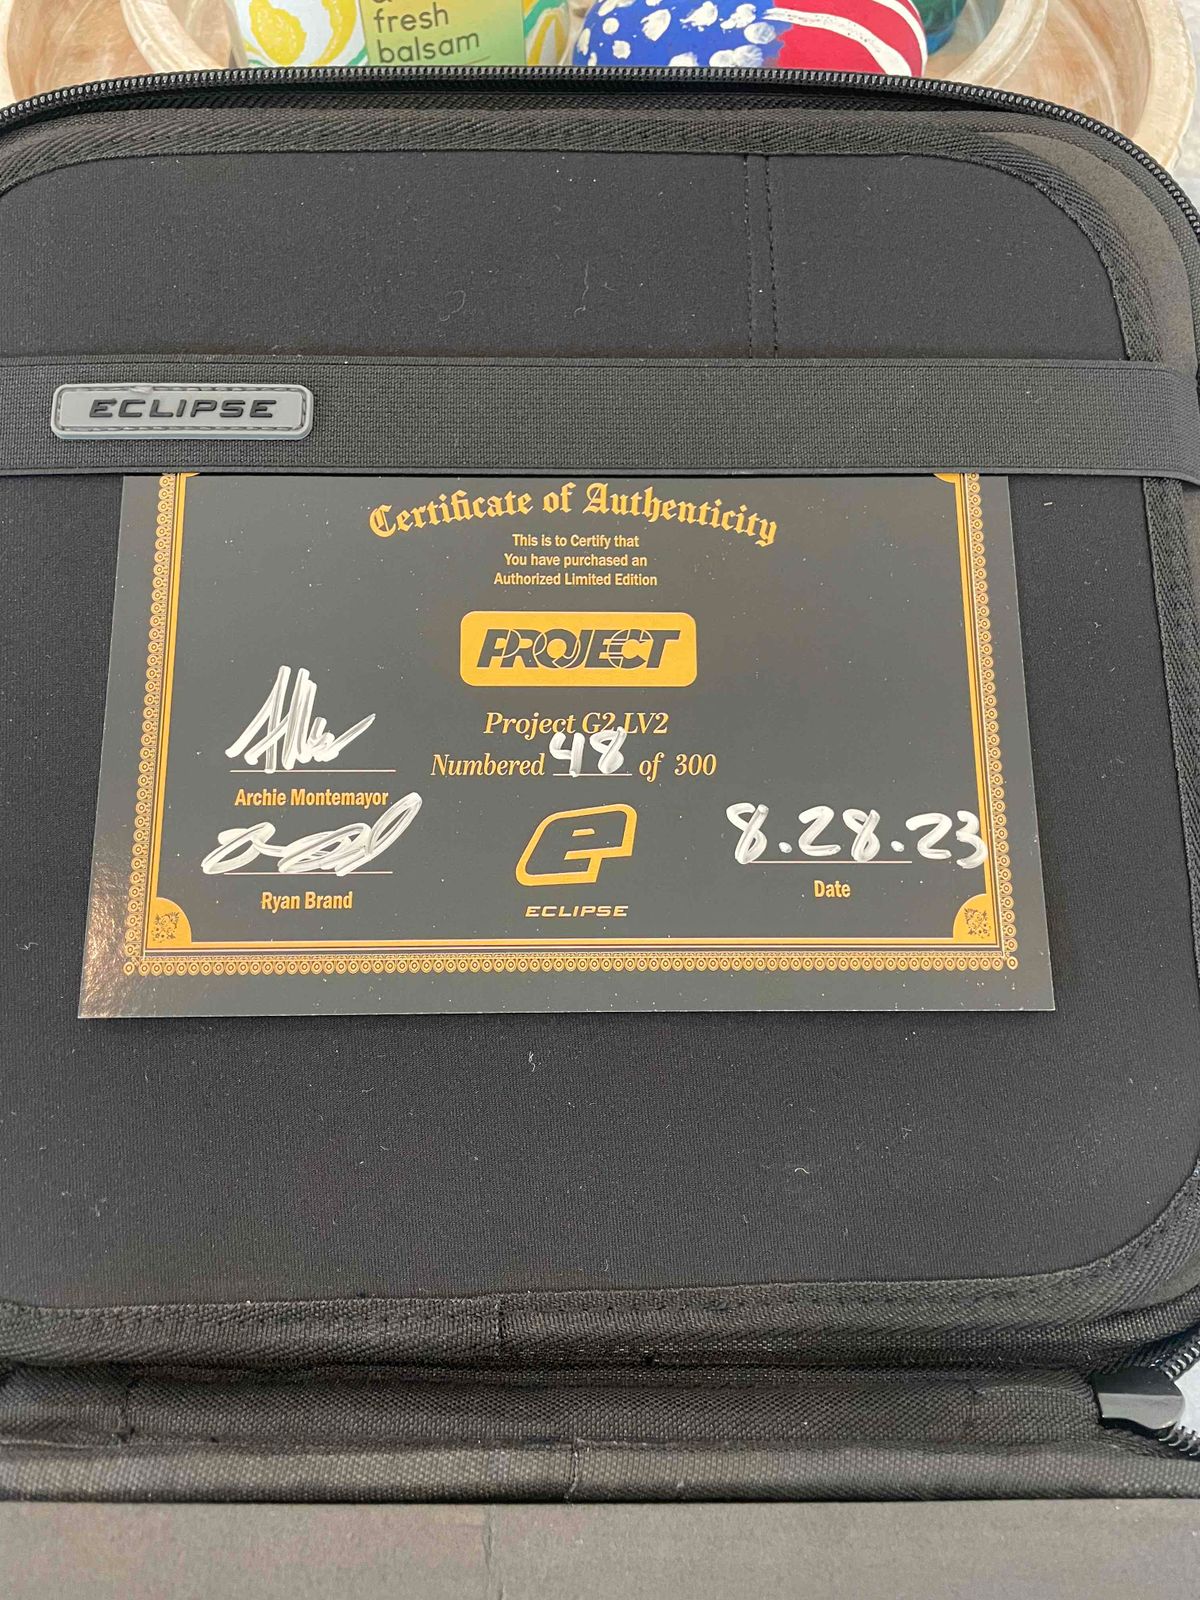 fresh
balsam
ECLIPSE
Certificate of Authenticity
This is to Certify that
You have purchased an
Authorized Limited Edition
PROJECT
Project G2 LV2
Numbered 48 of 300
Archie Montemayor
Ryan Brand
8.28.23
Date
e
ECLIPSE